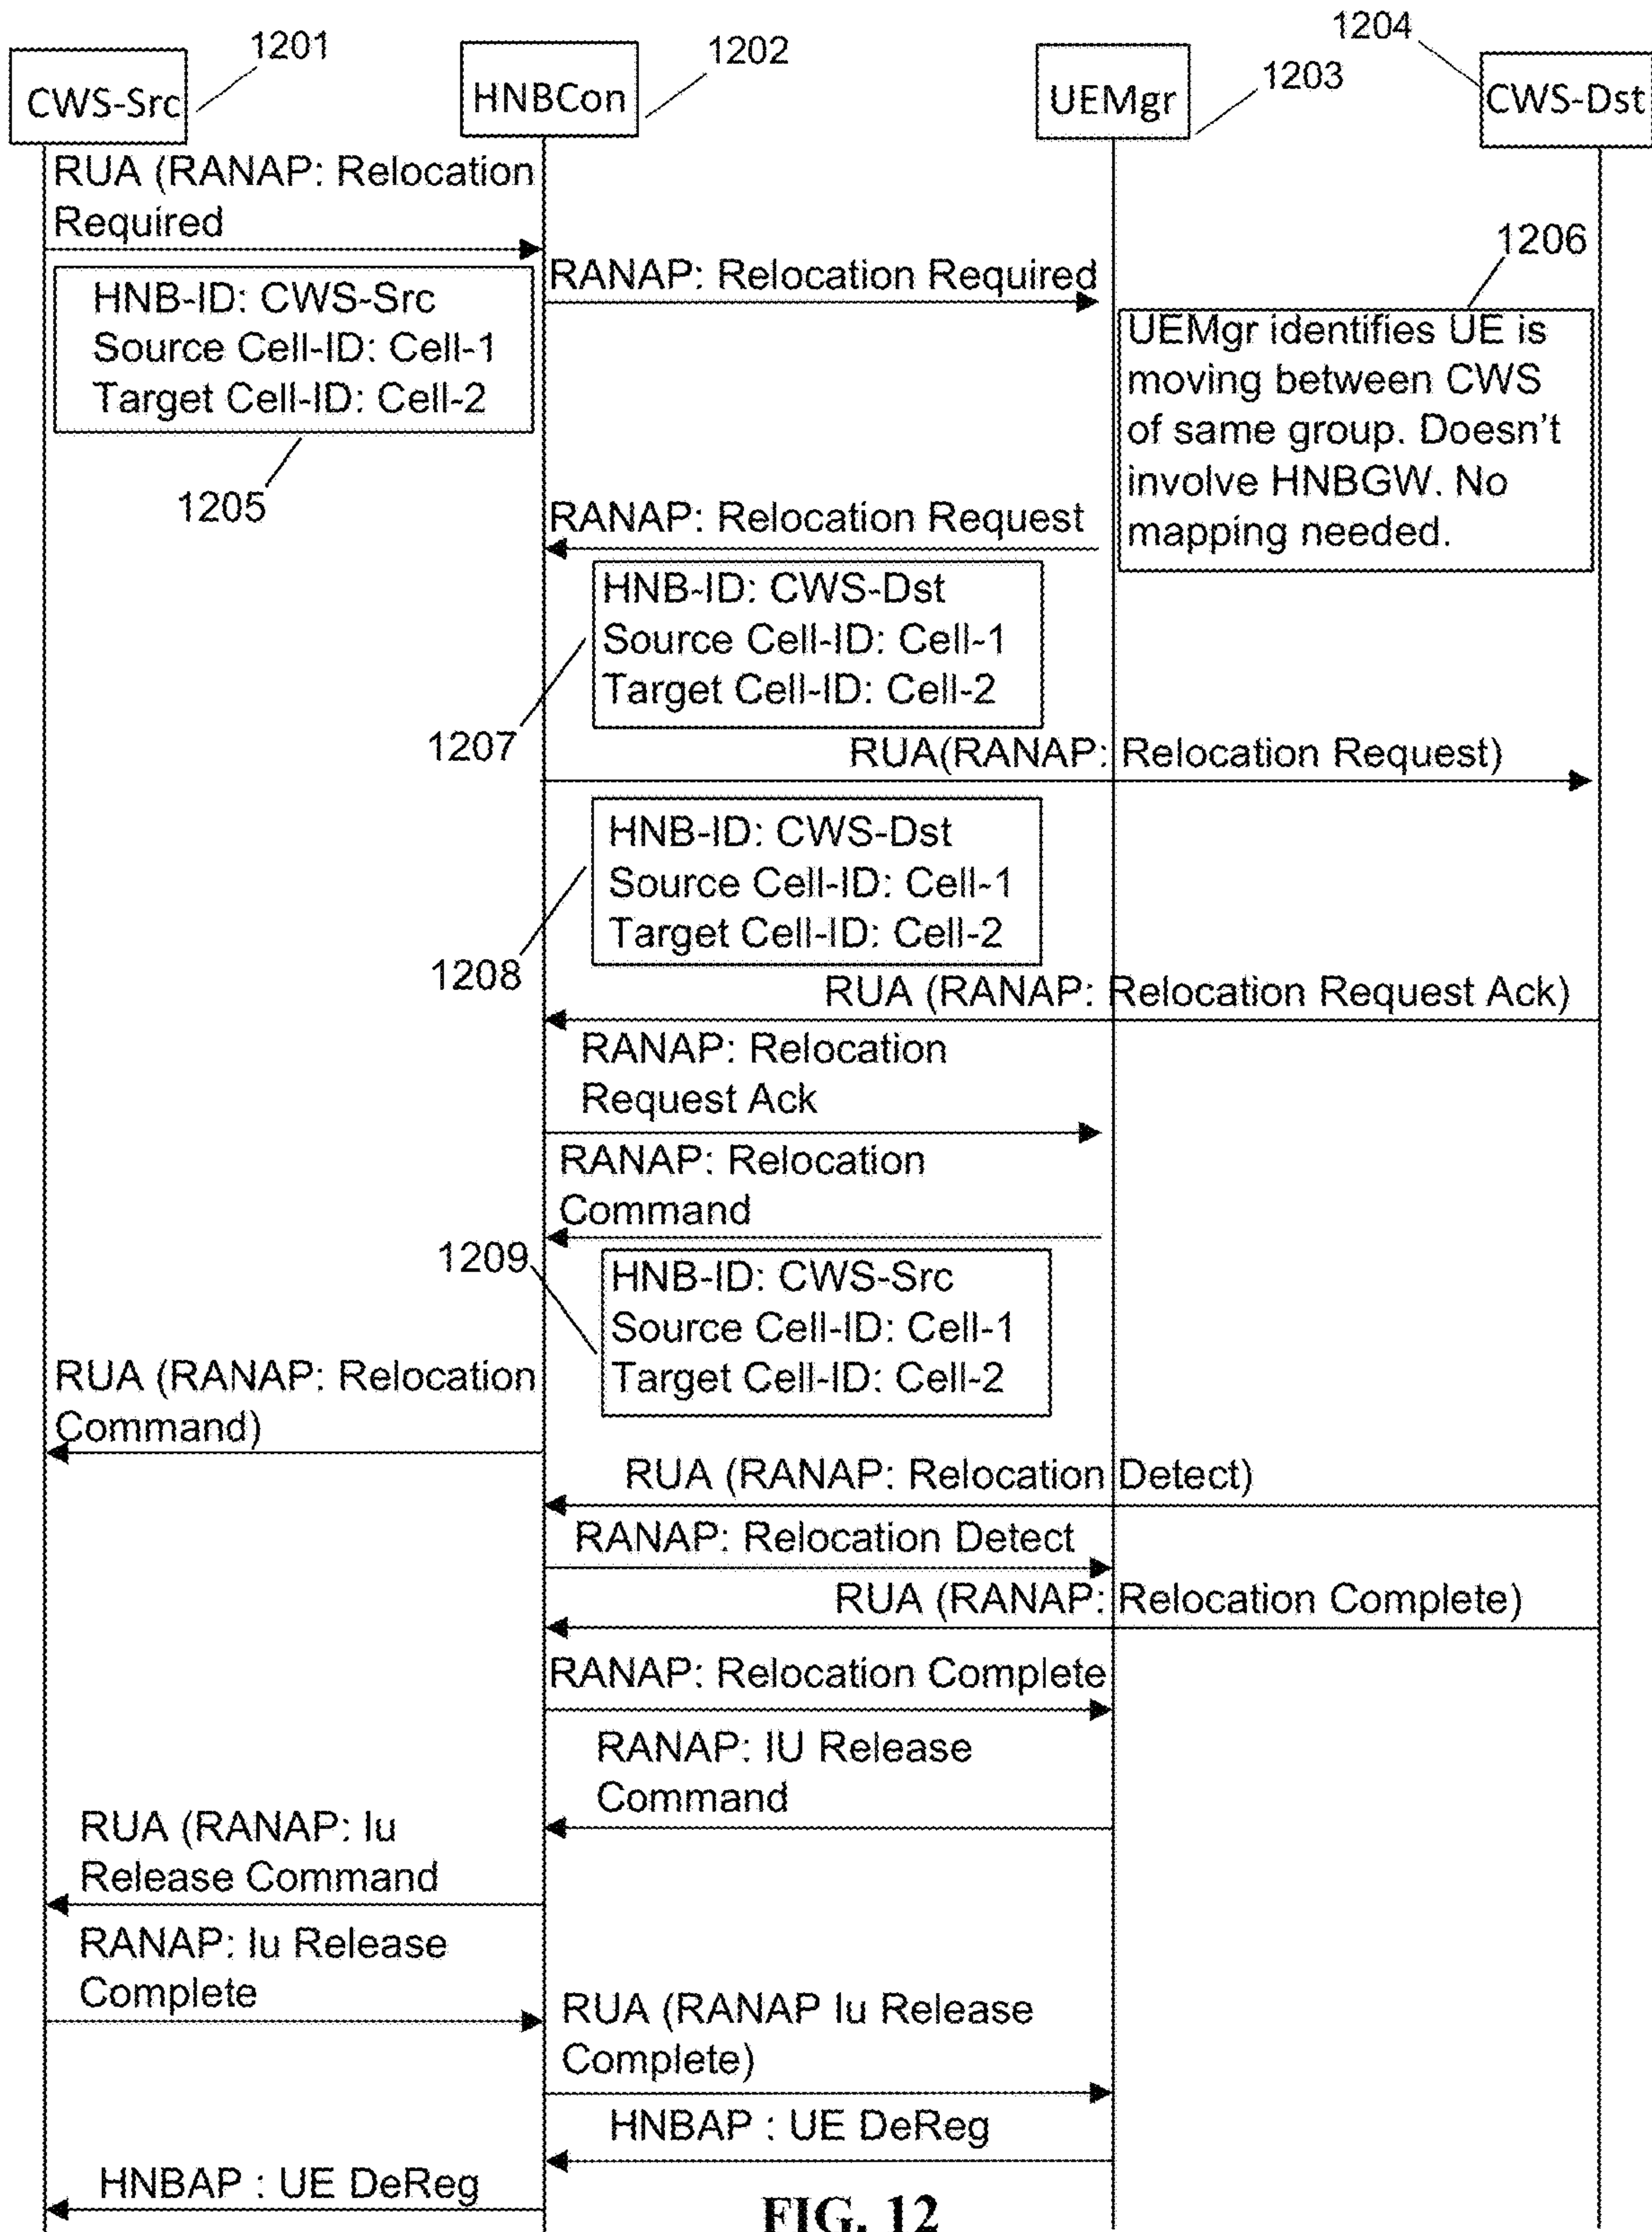 1201
1202
1203
1204
CWS-Src
HNBCon
UEMgr
CWS-Dst
RUA (RANAP: Relocation
Required
HNB-ID: CWS-Src
Source Cell-ID: Cell-1
Target Cell-ID: Cell-2
1205
RANAP: Relocation Required
1206
UEMgr identifies UE is
moving between CWS
of same group. Doesn't
involve HNBGW. No
mapping needed.
RANAP: Relocation Request
HNB-ID: CWS-Dst
Source Cell-ID: Cell-1
Target Cell-ID: Cell-2
1207
RUA(RANAP: Relocation Request)
HNB-ID: CWS-Dst
Source Cell-ID: Cell-1
Target Cell-ID: Cell-2
1208
RUA (RANAP: Relocation Request Ack)
RANAP: Relocation
Request Ack
RANAP: Relocation
Command
1209
HNB-ID: CWS-Src
Source Cell-ID: Cell-1
Target Cell-ID: Cell-2
RUA (RANAP: Relocation
Command)
RUA (RANAP: Relocation Detect)
RANAP: Relocation Detect
RUA (RANAP: Relocation Complete)
RANAP: Relocation Complete
RANAP: IU Release
Command
RUA (RANAP: Iu
Release Command
RANAP: Iu Release
Complete
RUA (RANAP Iu Release
Complete)
HNBAP : UE DeReg
HNBAP : UE DeReg
FIG. 12